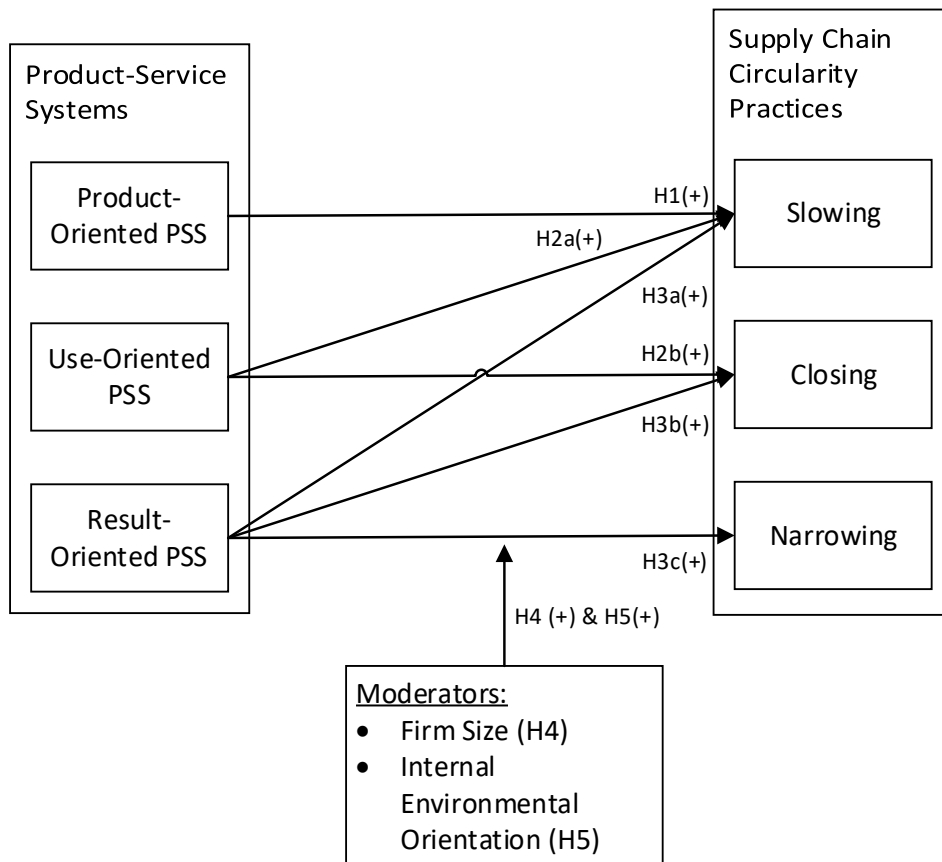 Product-Service
Systems
Supply Chain
Circularity
Practices
Product-
Oriented PSS
H1(+)
Slowing
H2a(+)
H3a(+)
Use-Oriented
PSS
H2b(+)
Closing
H3b(+)
Result-
Oriented PSS
Narrowing
H3c(+)
H4 (+) & H5(+)
Moderators:
• Firm Size (H4)
• Internal
Environmental
Orientation (H5)